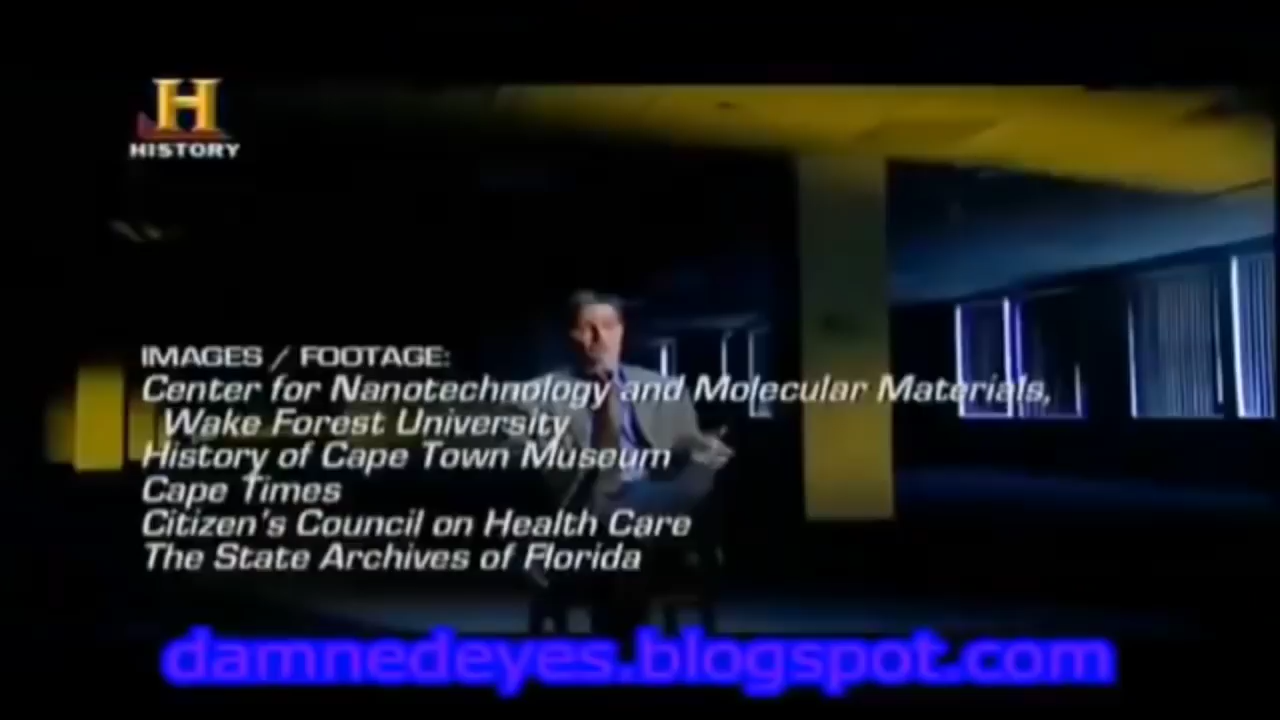 H
HISTORY
IMAGES / FOOTAGE:
Center for Nanotechnology and Molecular Materials,
Wake Forest University
History of Cape Town Museum
Cape Times
Citizen's Council on Health Care
The State Archives of Florida
damnedeyes.blogspot.com